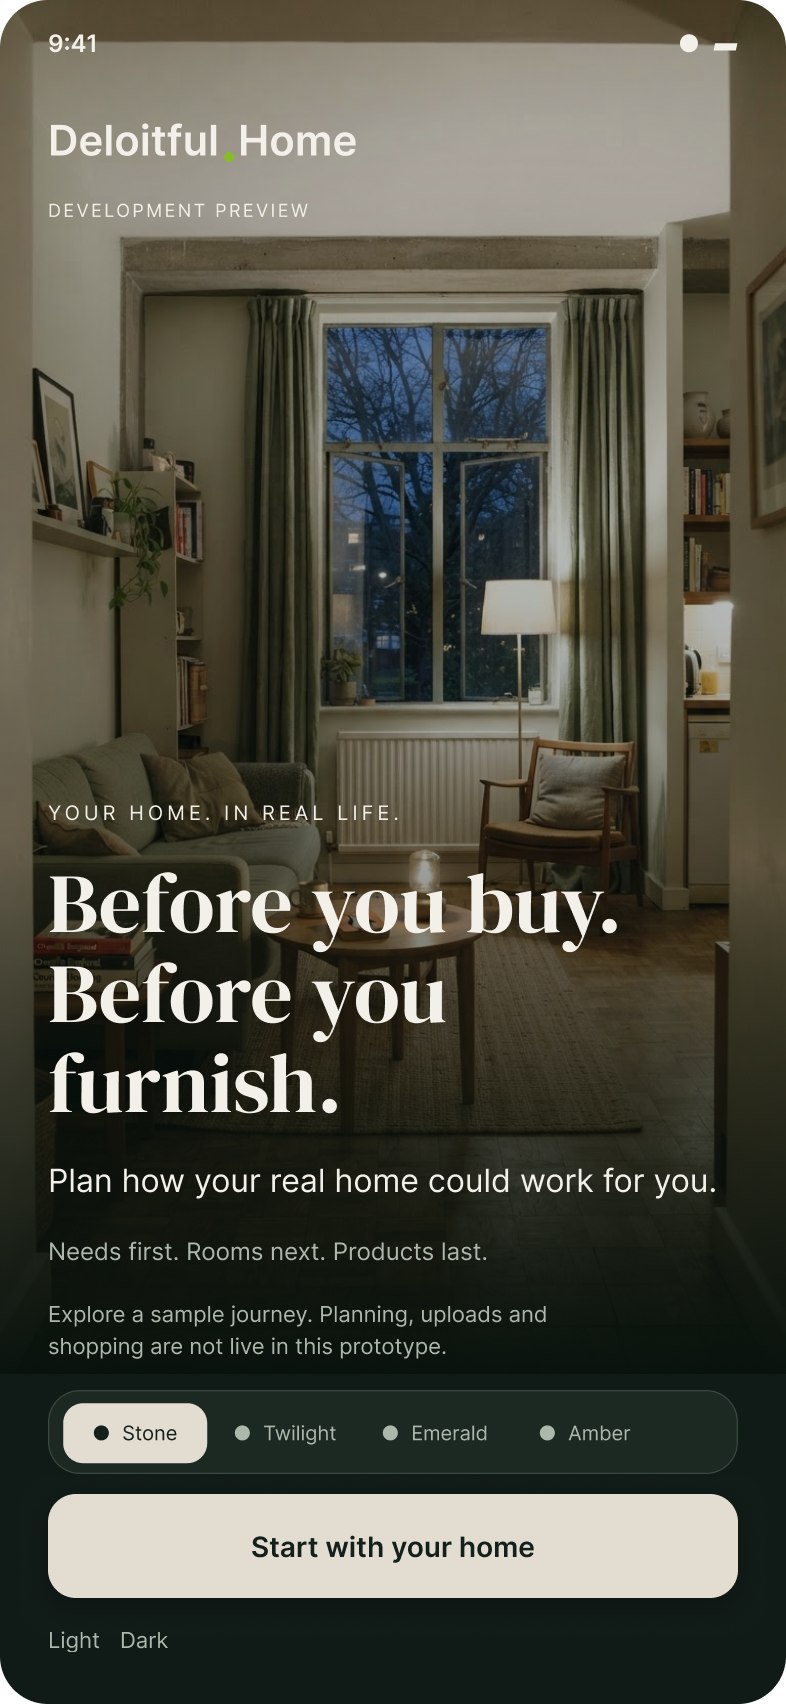 9:41
Deloitful.Home
DEVELOPMENT PREVIEW
YOUR HOME. IN REAL LIFE.
Before you buy.
Before you
furnish.
Plan how your real home could work for you.
Needs first. Rooms next. Products last.
Explore a sample journey. Planning, uploads and
shopping are not live in this prototype.
Stone Twilight Emerald Amber
Start with your home
Light Dark